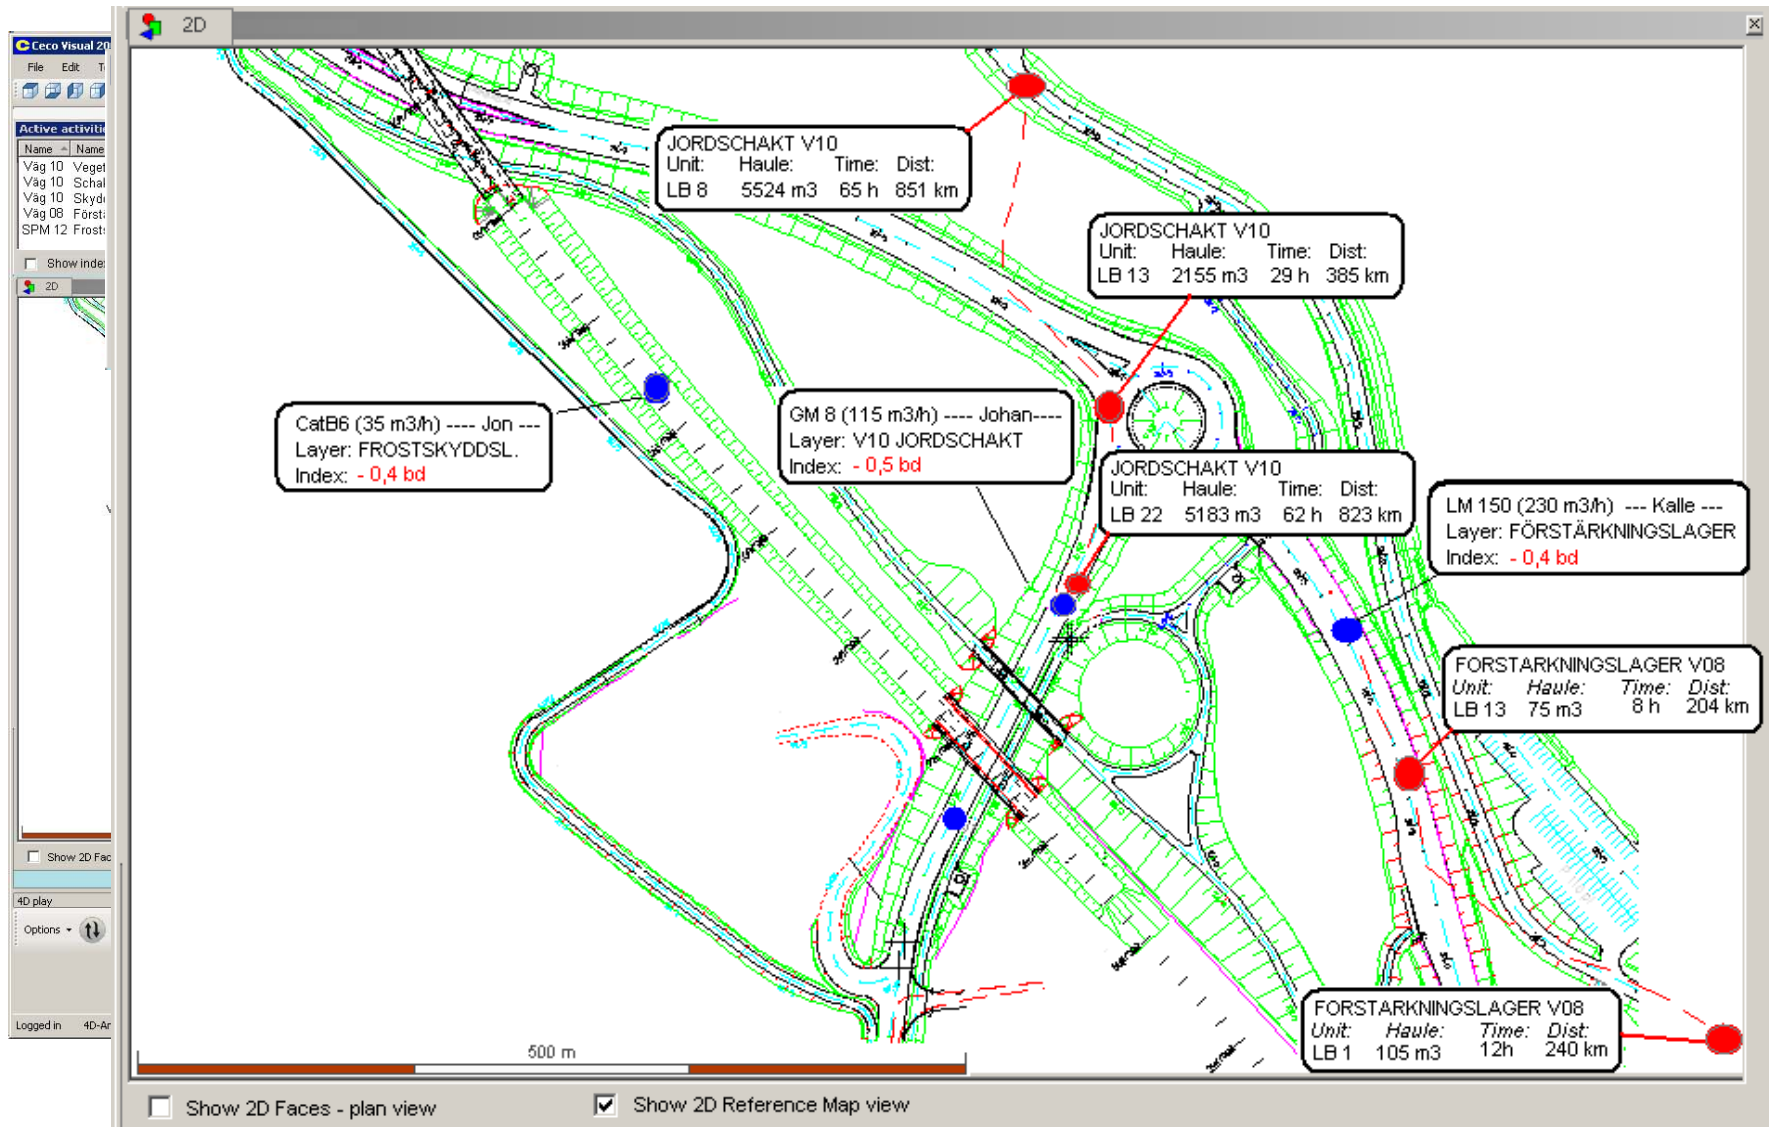 Ceco Visual 20
File Edit T
Active activiti
Name Name
Väg 10 Veget
Väg 10 Schal
Väg 10 Skyd
Väg 08 Först
SPM 12 Frost
Show inde
2D
Show 2D Fac
4D play
Options
Logged in 4D-Ar
2D
JORDSCHAKT V10
Unit: Haule: Time: Dist:
LB 8 5524 m3 65 h 851 km
JORDSCHAKT V10
Unit: Haule: Time: Dist:
LB 13 2155 m3 29 h 385 km
CatB6 (35 m3/h) ---- Jon ---
Layer: FROSTSKYDDSL.
Index: - 0,4 bd
GM 8 (115 m3/h) ---- Johan----
Layer: V10 JORDSCHAKT
Index: - 0,5 bd
JORDSCHAKT V10
Unit: Haule: Time: Dist:
LB 22 5183 m3 62 h 823 km
LM 150 (230 m3/h) --- Kalle ---
Layer: FÖRSTÄRKNINGSLAGER
Index: - 0,4 bd
FORSTARKNINGSLAGER V08
Unit: Haule: Time: Dist:
LB 13 75 m3 8 h 204 km
FORSTARKNINGSLAGER V08
Unit: Haule: Time: Dist:
LB 1 105 m3 12h 240 km
500 m
Show 2D Faces - plan view
Show 2D Reference Map view